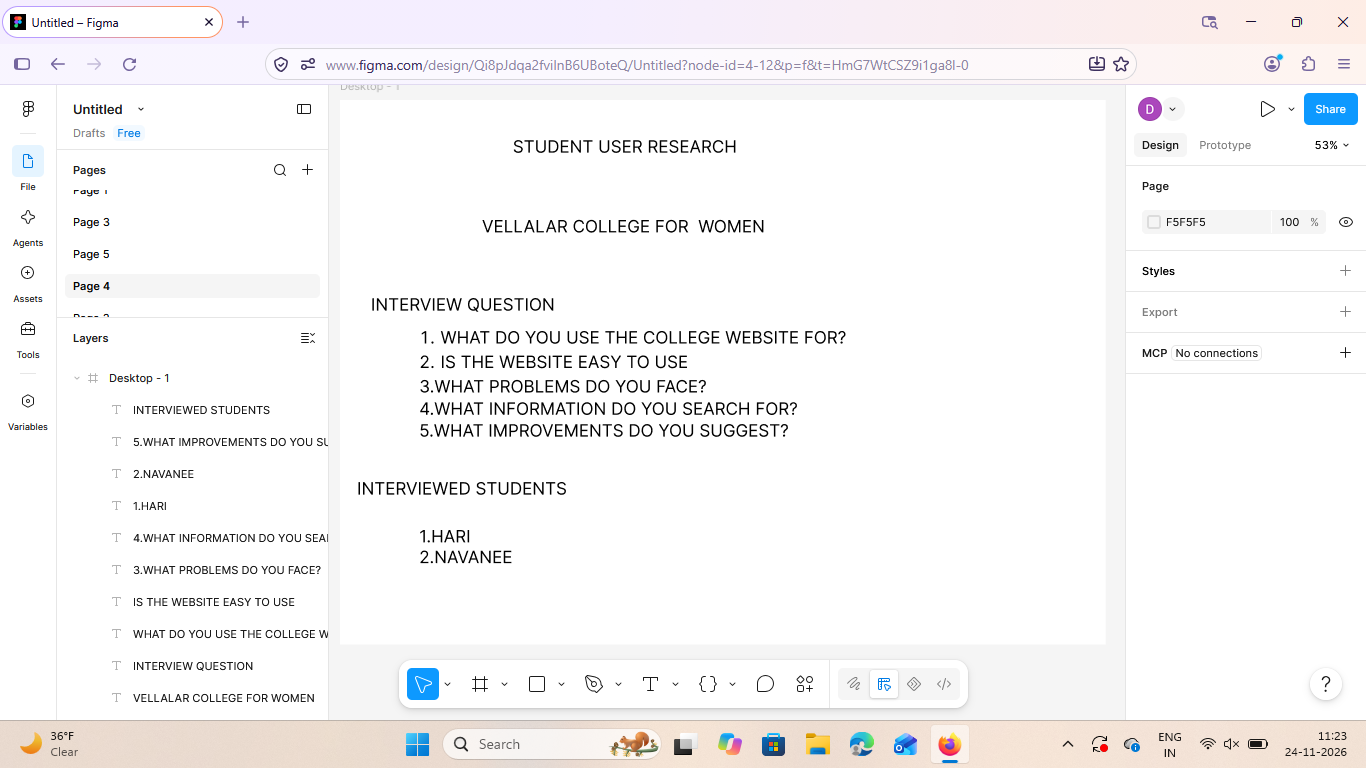 Untitled – Figma
www.figma.com/design/Qi8pJdqa2fvilnB6UBoteQ/Untitled?node-id=4-12&p=f&t=HmG7WtCSZ9i1ga8l-0
Untitled
Drafts Free
File
Agents
Assets
Tools
Variables
Pages
Page 1
Page 3
Page 5
Page 4
Layers
Desktop - 1
INTERVIEWED STUDENTS
5.WHAT IMPROVEMENTS DO YOU SU
2.NAVANEE
1.HARI
4.WHAT INFORMATION DO YOU SEA
3.WHAT PROBLEMS DO YOU FACE?
IS THE WEBSITE EASY TO USE
WHAT DO YOU USE THE COLLEGE W
INTERVIEW QUESTION
VELLALAR COLLEGE FOR WOMEN
Desktop - 1
STUDENT USER RESEARCH
VELLALAR COLLEGE FOR  WOMEN
INTERVIEW QUESTION
1. WHAT DO YOU USE THE COLLEGE WEBSITE FOR?
2. IS THE WEBSITE EASY TO USE
3.WHAT PROBLEMS DO YOU FACE?
4.WHAT INFORMATION DO YOU SEARCH FOR?
5.WHAT IMPROVEMENTS DO YOU SUGGEST?
INTERVIEWED STUDENTS
1.HARI
2.NAVANEE
D
Share
Design Prototype 53%
Page
F5F5F5 100 %
Styles
Export
MCP No connections
?
36°F
Clear
Search
ENG
IN
11:23
24-11-2026